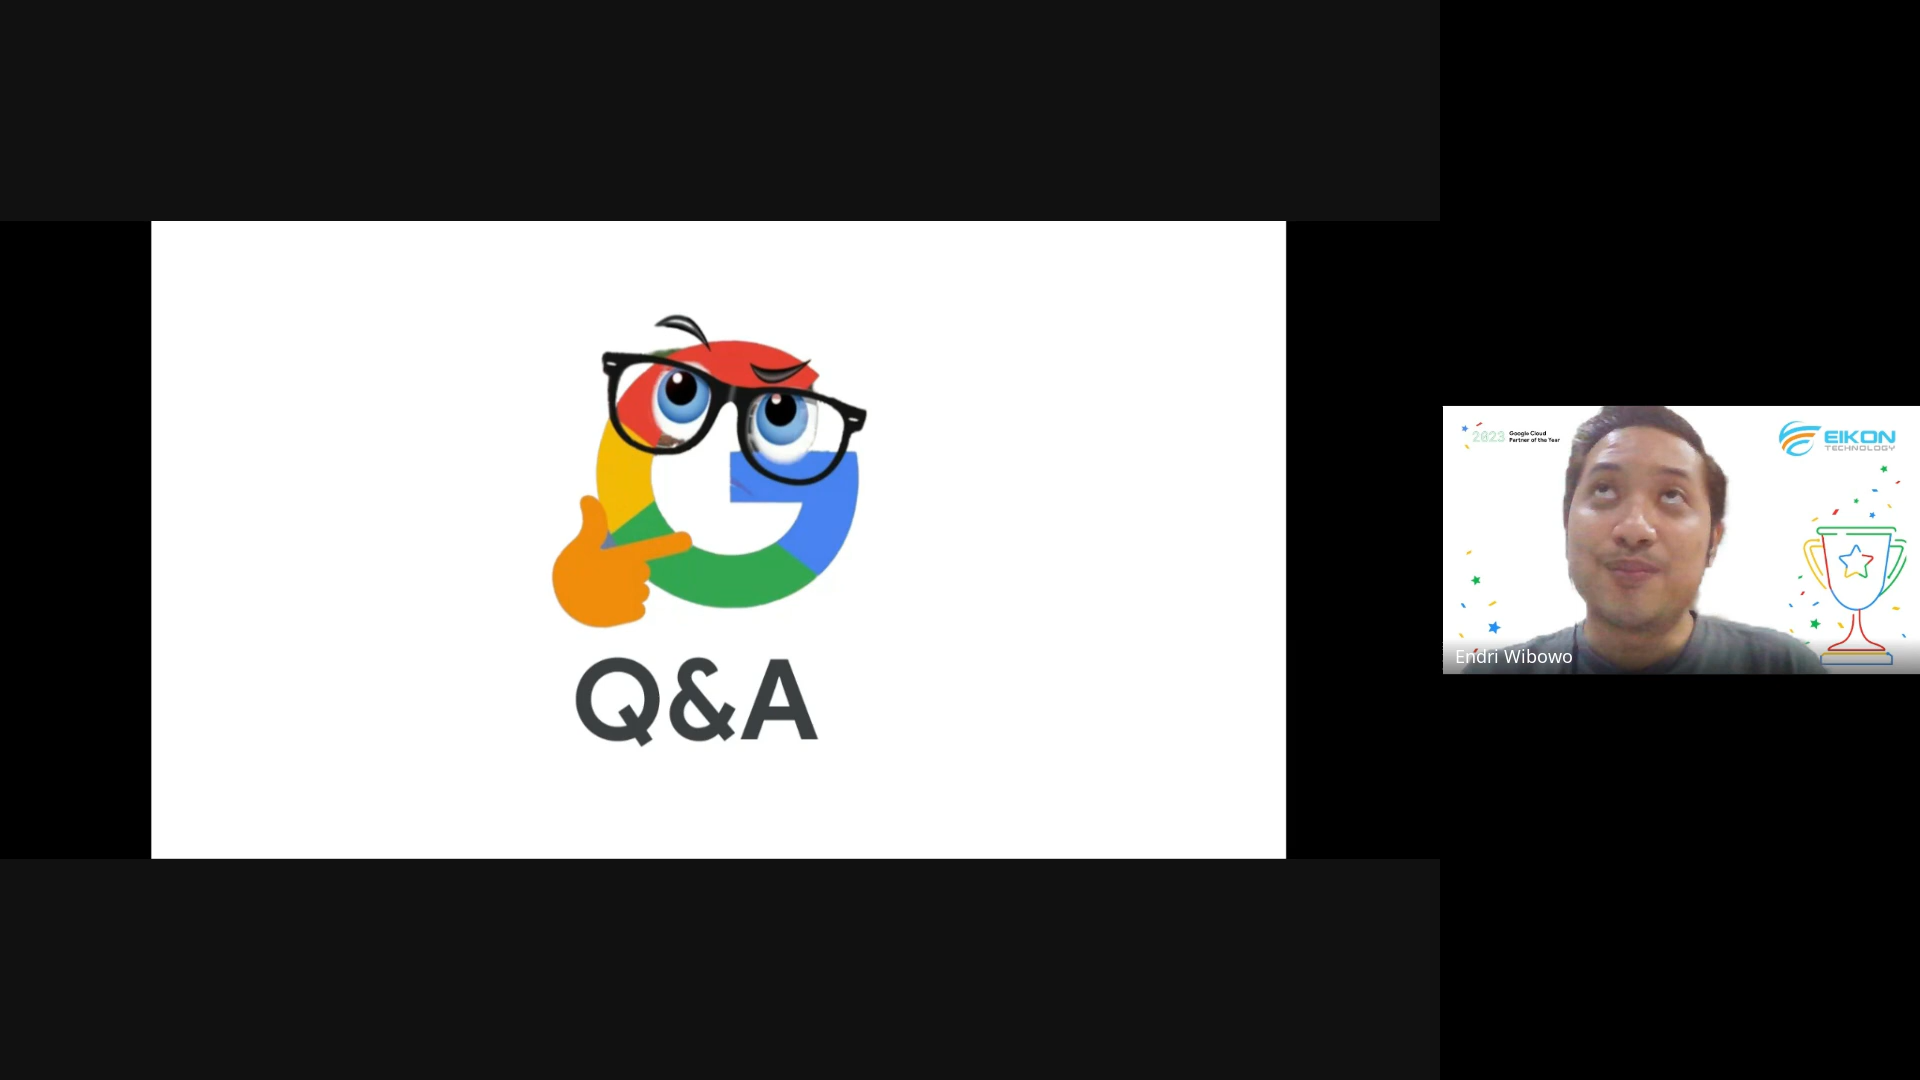 Q&A
2023 Google Cloud
Partner of the Year
EIKON
TECHNOLOGY
Endri Wibowo